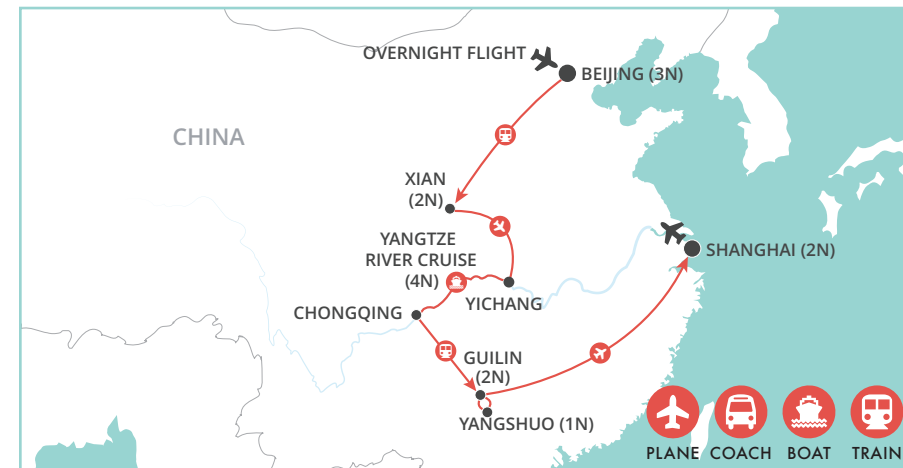 OVERNIGHT FLIGHT
BEIJING (3N)
CHINA
XIAN
(2N)
YANGTZE
RIVER CRUISE
(4N)
SHANGHAI (2N)
YICHANG
CHONGQING
GUILIN
(2N)
YANGSHUO (1N)
PLANE COACH BOAT TRAIN